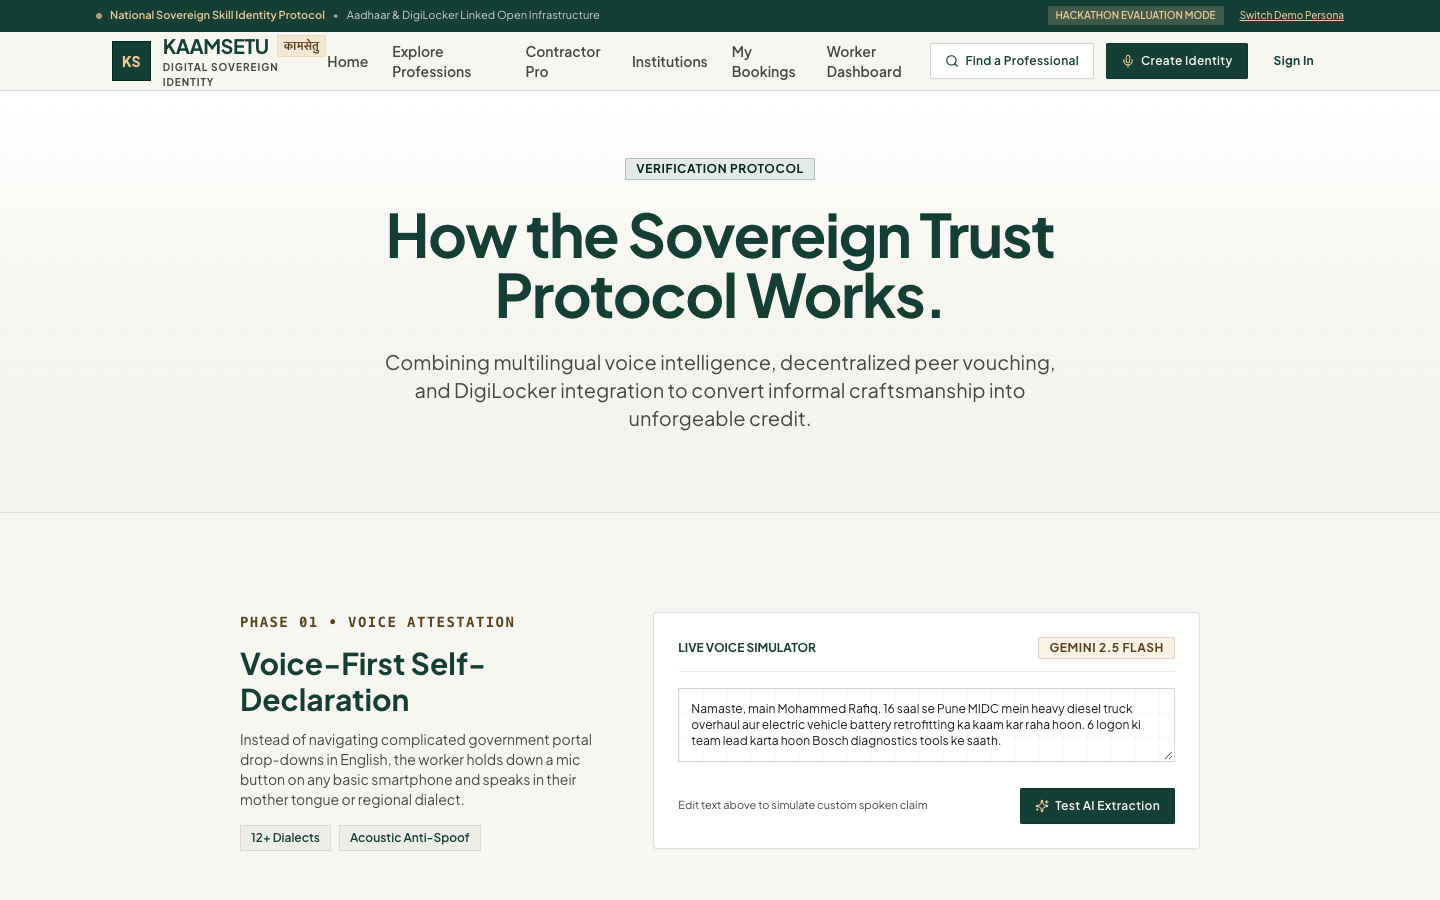 National Sovereign Skill Identity Protocol • Aadhaar & DigiLocker Linked Open Infrastructure
HACKATHON EVALUATION MODE
Switch Demo Persona
KS
KAAMSETU
कामसेतु
DIGITAL SOVEREIGN
IDENTITY
Home
Explore
Professions
Contractor
Pro
Institutions
My
Bookings
Worker
Dashboard
Find a Professional
Create Identity
Sign In
VERIFICATION PROTOCOL
How the Sovereign Trust
Protocol Works.
Combining multilingual voice intelligence, decentralized peer vouching,
and DigiLocker integration to convert informal craftsmanship into
unforgeable credit.
PHASE 01 • VOICE ATTESTATION
Voice-First Self-
Declaration
Instead of navigating complicated government portal
drop-downs in English, the worker holds down a mic
button on any basic smartphone and speaks in their
mother tongue or regional dialect.
12+ Dialects
Acoustic Anti-Spoof
LIVE VOICE SIMULATOR
GEMINI 2.5 FLASH
Namaste, main Mohammed Rafiq. 16 saal se Pune MIDC mein heavy diesel truck
overhaul aur electric vehicle battery retrofitting ka kaam kar raha hoon. 6 logon ki
team lead karta hoon Bosch diagnostics tools ke saath.
Edit text above to simulate custom spoken claim
Test AI Extraction